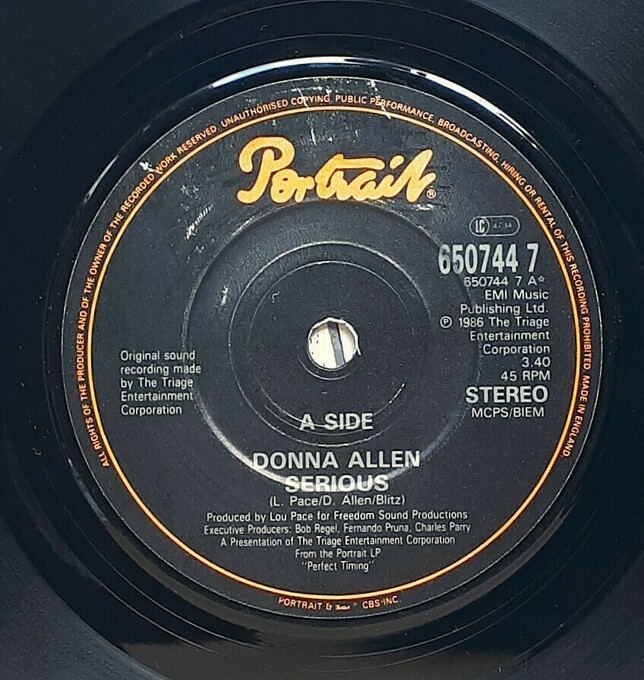 ALL RIGHTS OF THE PRODUCER AND OF THE OWNER OF THE RECORDED WORK RESERVED. UNAUTHORISED COPYING, PUBLIC PERFORMANCE, BROADCASTING, HIRING OR RENTAL OF THIS RECORDING PROHIBITED. MADE IN ENGLAND.
Portrait®
LC
650744 7
650744 7 A☆
EMI Music
Publishing Ltd.
℗ 1986 The Triage
Entertainment
Corporation
3.40
45 RPM
STEREO
MCPS/BIEM
Original sound
recording made
by The Triage
Entertainment
Corporation
A SIDE
DONNA ALLEN
SERIOUS
(L. Pace/D. Allen/Blitz)
Produced by Lou Pace for Freedom Sound Productions
Executive Producers: Bob Regel, Fernando Pruna, Charles Parry
A Presentation of The Triage Entertainment Corporation
From the Portrait LP
"Perfect Timing"
PORTRAIT & CBS INC.